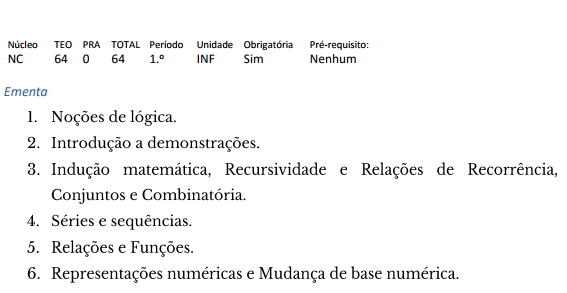 Núcleo TEO PRA TOTAL Período Unidade Obrigatória Pré-requisito:
NC 64 0 64 1.º INF Sim Nenhum
Ementa
1. Noções de lógica.
2. Introdução a demonstrações.
3. Indução matemática, Recursividade e Relações de Recorrência,
Conjuntos e Combinatória.
4. Séries e sequências.
5. Relações e Funções.
6. Representações numéricas e Mudança de base numérica.